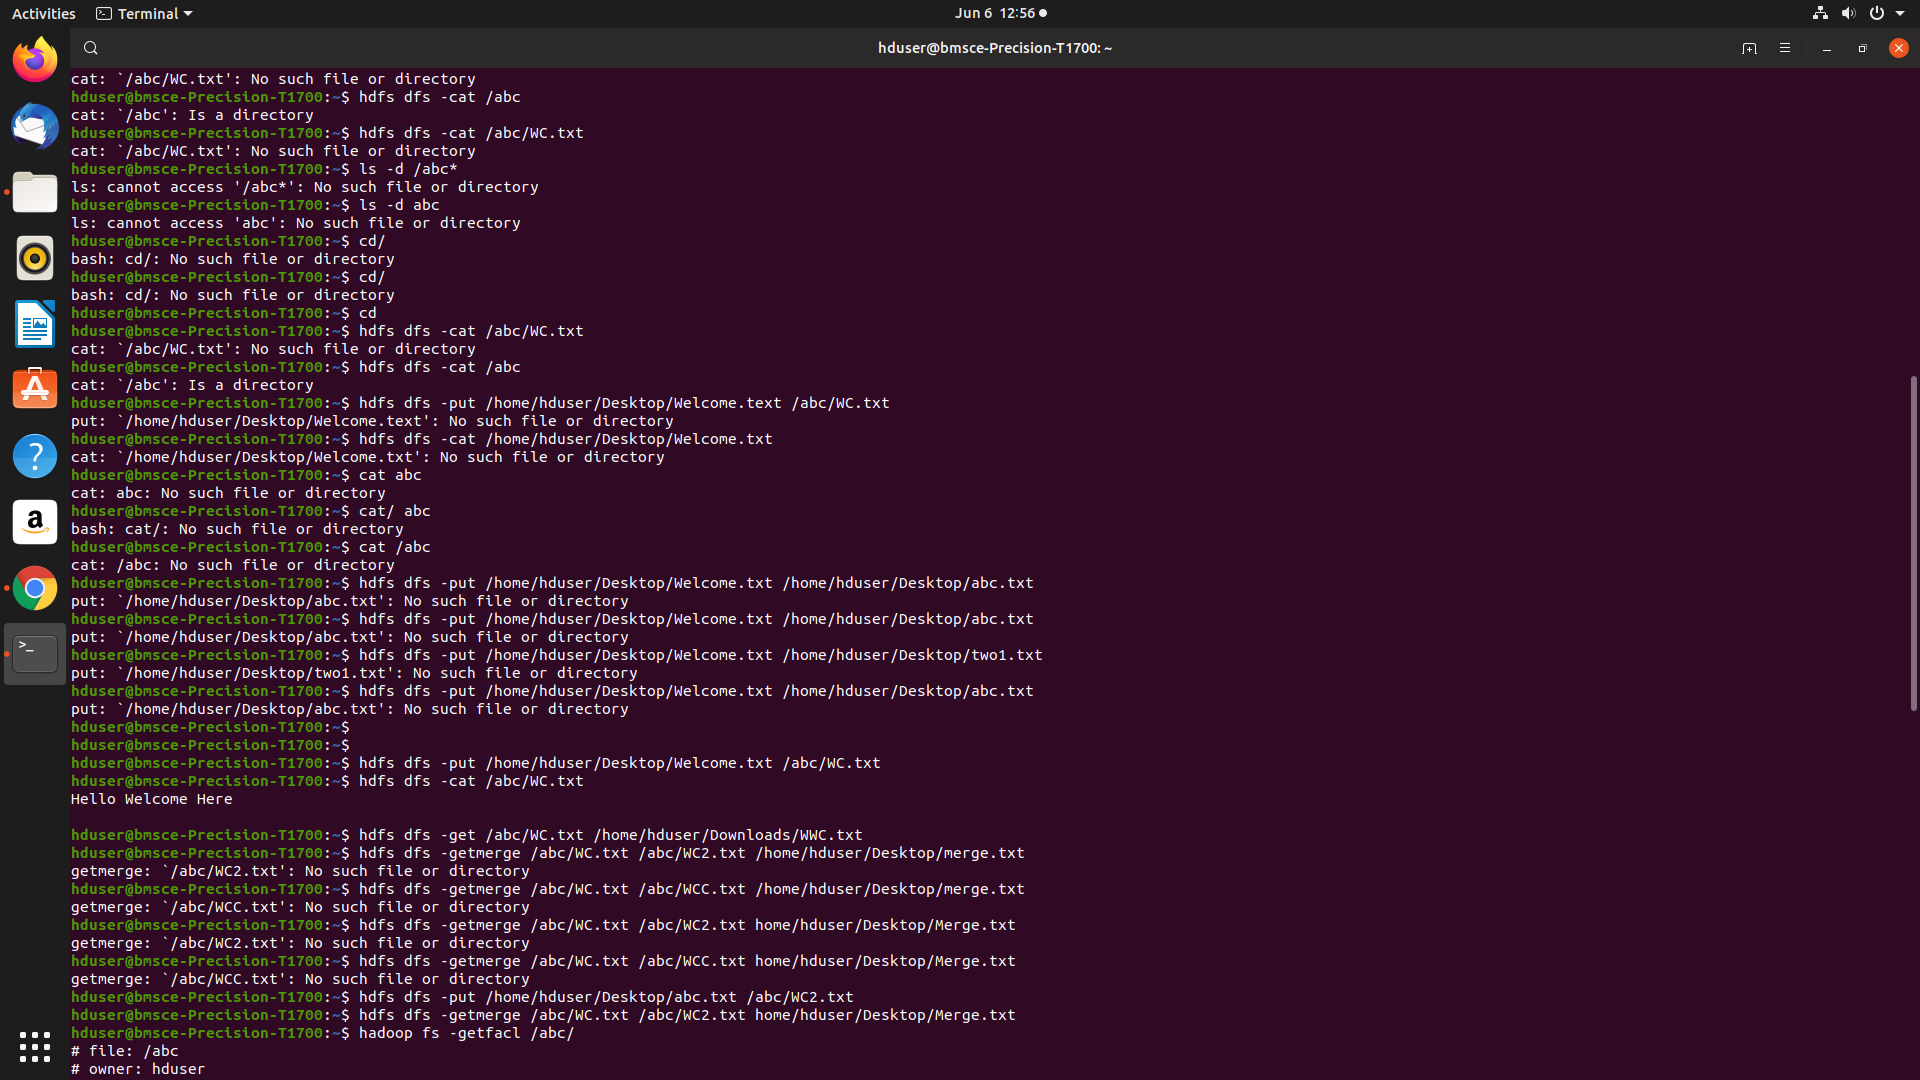 Activities
Terminal
Jun 6 12:56
hduser@bmsce-Precision-T1700: ~
cat: `/abc/WC.txt': No such file or directory
hduser@bmsce-Precision-T1700:~$ hdfs dfs -cat /abc
cat: `/abc': Is a directory
hduser@bmsce-Precision-T1700:~$ hdfs dfs -cat /abc/WC.txt
cat: `/abc/WC.txt': No such file or directory
hduser@bmsce-Precision-T1700:~$ ls -d /abc*
ls: cannot access '/abc*': No such file or directory
hduser@bmsce-Precision-T1700:~$ ls -d abc
ls: cannot access 'abc': No such file or directory
hduser@bmsce-Precision-T1700:~$ cd/
bash: cd/: No such file or directory
hduser@bmsce-Precision-T1700:~$ cd/
bash: cd/: No such file or directory
hduser@bmsce-Precision-T1700:~$ cd
hduser@bmsce-Precision-T1700:~$ hdfs dfs -cat /abc/WC.txt
cat: `/abc/WC.txt': No such file or directory
hduser@bmsce-Precision-T1700:~$ hdfs dfs -cat /abc
cat: `/abc': Is a directory
hduser@bmsce-Precision-T1700:~$ hdfs dfs -put /home/hduser/Desktop/Welcome.text /abc/WC.txt
put: `/home/hduser/Desktop/Welcome.text': No such file or directory
hduser@bmsce-Precision-T1700:~$ hdfs dfs -cat /home/hduser/Desktop/Welcome.txt
cat: `/home/hduser/Desktop/Welcome.txt': No such file or directory
hduser@bmsce-Precision-T1700:~$ cat abc
cat: abc: No such file or directory
hduser@bmsce-Precision-T1700:~$ cat/ abc
bash: cat/: No such file or directory
hduser@bmsce-Precision-T1700:~$ cat /abc
cat: /abc: No such file or directory
hduser@bmsce-Precision-T1700:~$ hdfs dfs -put /home/hduser/Desktop/Welcome.txt /home/hduser/Desktop/abc.txt
put: `/home/hduser/Desktop/abc.txt': No such file or directory
hduser@bmsce-Precision-T1700:~$ hdfs dfs -put /home/hduser/Desktop/Welcome.txt /home/hduser/Desktop/abc.txt
put: `/home/hduser/Desktop/abc.txt': No such file or directory
hduser@bmsce-Precision-T1700:~$ hdfs dfs -put /home/hduser/Desktop/Welcome.txt /home/hduser/Desktop/two1.txt
put: `/home/hduser/Desktop/two1.txt': No such file or directory
hduser@bmsce-Precision-T1700:~$ hdfs dfs -put /home/hduser/Desktop/Welcome.txt /home/hduser/Desktop/abc.txt
put: `/home/hduser/Desktop/abc.txt': No such file or directory
hduser@bmsce-Precision-T1700:~$
hduser@bmsce-Precision-T1700:~$
hduser@bmsce-Precision-T1700:~$ hdfs dfs -put /home/hduser/Desktop/Welcome.txt /abc/WC.txt
hduser@bmsce-Precision-T1700:~$ hdfs dfs -cat /abc/WC.txt
Hello Welcome Here
hduser@bmsce-Precision-T1700:~$ hdfs dfs -get /abc/WC.txt /home/hduser/Downloads/WWC.txt
hduser@bmsce-Precision-T1700:~$ hdfs dfs -getmerge /abc/WC.txt /abc/WC2.txt /home/hduser/Desktop/merge.txt
getmerge: `/abc/WC2.txt': No such file or directory
hduser@bmsce-Precision-T1700:~$ hdfs dfs -getmerge /abc/WC.txt /abc/WCC.txt /home/hduser/Desktop/merge.txt
getmerge: `/abc/WCC.txt': No such file or directory
hduser@bmsce-Precision-T1700:~$ hdfs dfs -getmerge /abc/WC.txt /abc/WC2.txt home/hduser/Desktop/Merge.txt
getmerge: `/abc/WC2.txt': No such file or directory
hduser@bmsce-Precision-T1700:~$ hdfs dfs -getmerge /abc/WC.txt /abc/WCC.txt home/hduser/Desktop/Merge.txt
getmerge: `/abc/WCC.txt': No such file or directory
hduser@bmsce-Precision-T1700:~$ hdfs dfs -put /home/hduser/Desktop/abc.txt /abc/WC2.txt
hduser@bmsce-Precision-T1700:~$ hdfs dfs -getmerge /abc/WC.txt /abc/WC2.txt home/hduser/Desktop/Merge.txt
hduser@bmsce-Precision-T1700:~$ hadoop fs -getfacl /abc/
# file: /abc
# owner: hduser